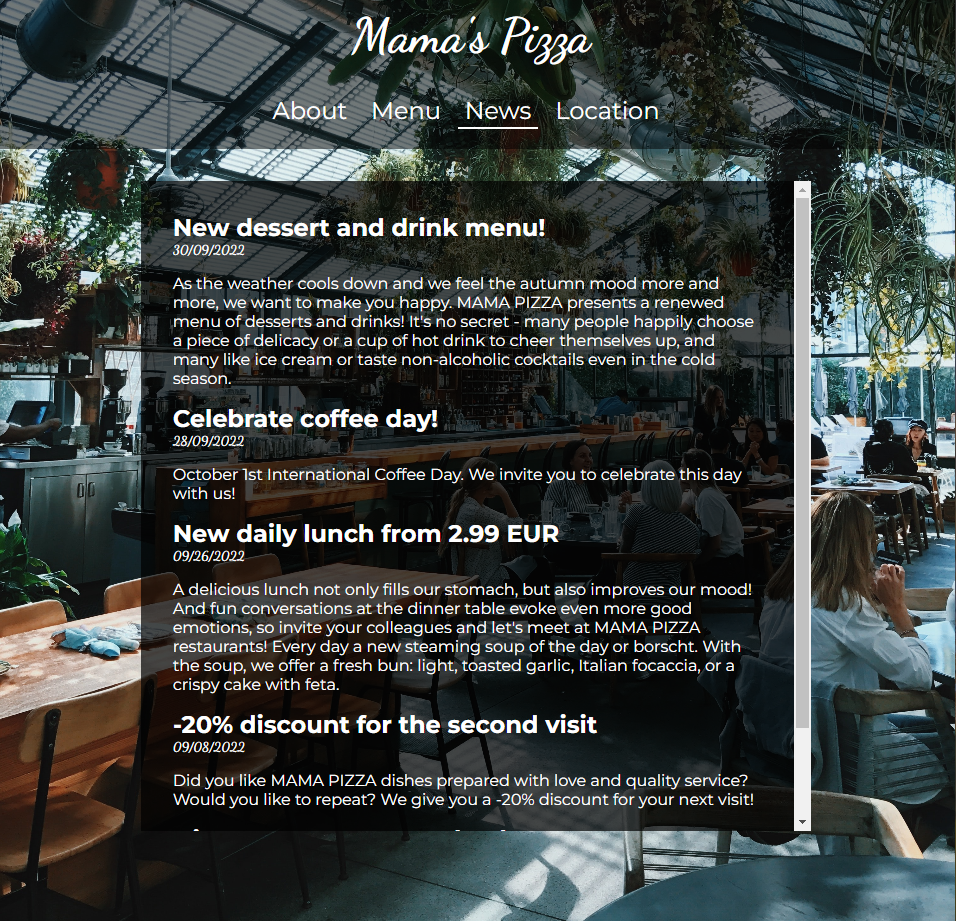 Mama's Pizza
About Menu News Location
New dessert and drink menu!
30/09/2022
As the weather cools down and we feel the autumn mood more and
more, we want to make you happy. MAMA PIZZA presents a renewed
menu of desserts and drinks! It's no secret - many people happily choose
a piece of delicacy or a cup of hot drink to cheer themselves up, and
many like ice cream or taste non-alcoholic cocktails even in the cold
season.
Celebrate coffee day!
28/09/2022
October 1st International Coffee Day. We invite you to celebrate this day
with us!
New daily lunch from 2.99 EUR
09/26/2022
A delicious lunch not only fills our stomach, but also improves our mood!
And fun conversations at the dinner table evoke even more good
emotions, so invite your colleagues and let's meet at MAMA PIZZA
restaurants! Every day a new steaming soup of the day or borscht. With
the soup, we offer a fresh bun: light, toasted garlic, Italian focaccia, or a
crispy cake with feta.
-20% discount for the second visit
09/08/2022
Did you like MAMA PIZZA dishes prepared with love and quality service?
Would you like to repeat? We give you a -20% discount for your next visit!